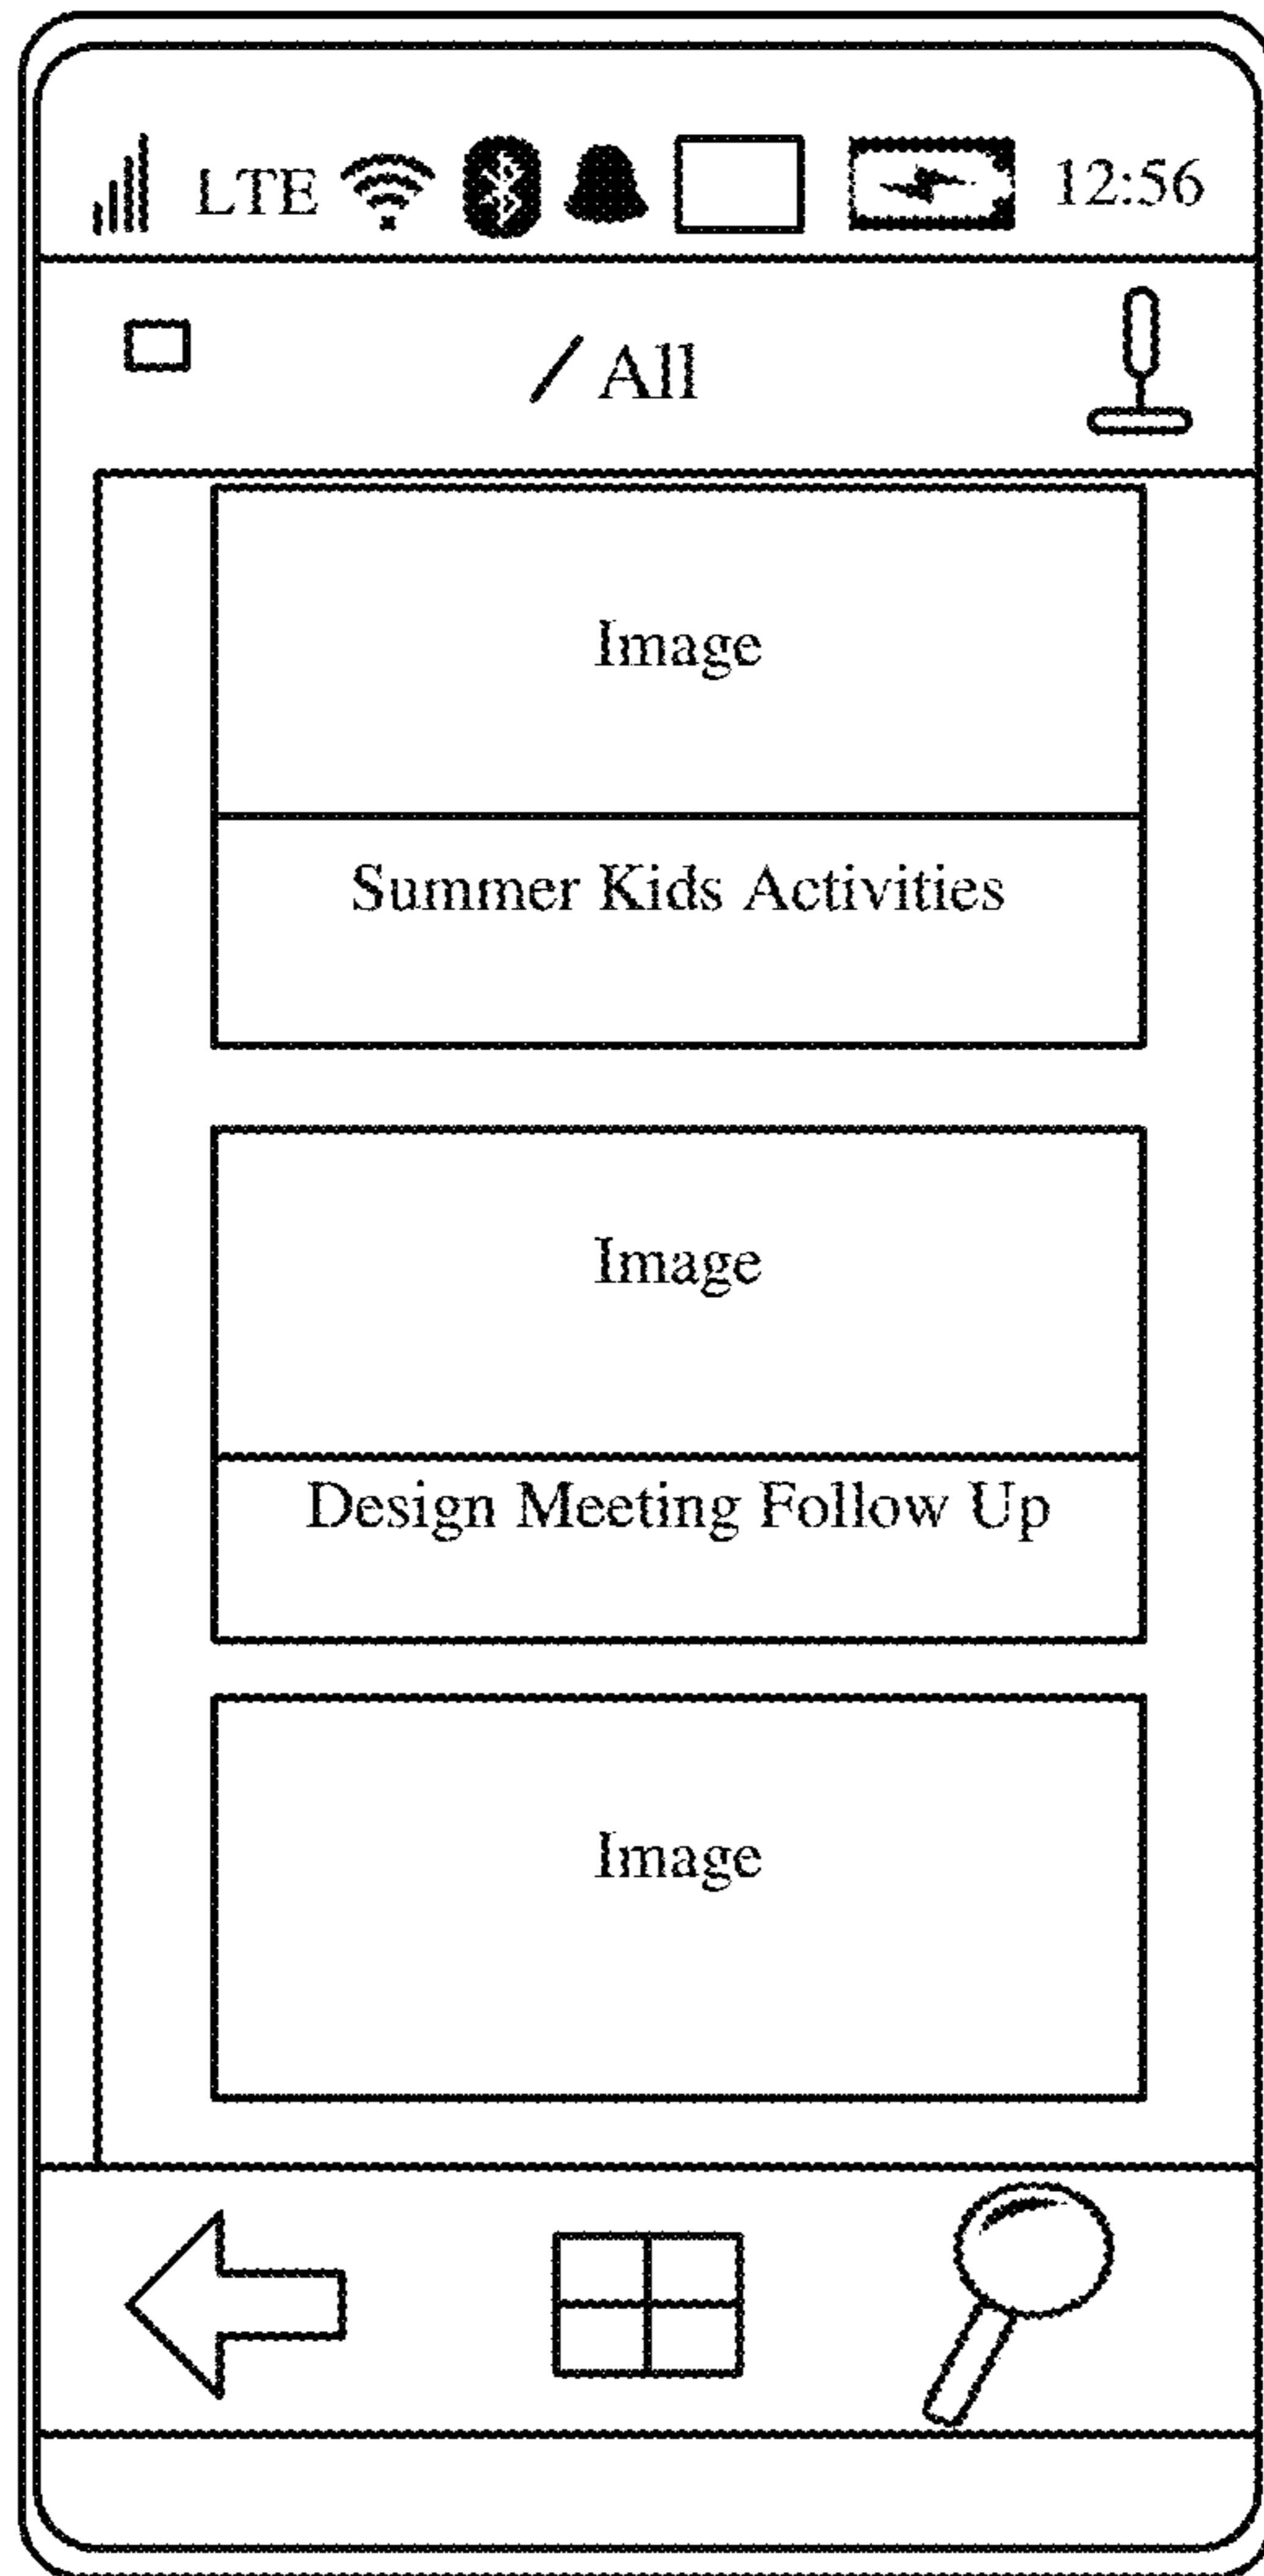 LTE 12:56
/ All
Image
Summer Kids Activities
Image
Design Meeting Follow Up
Image